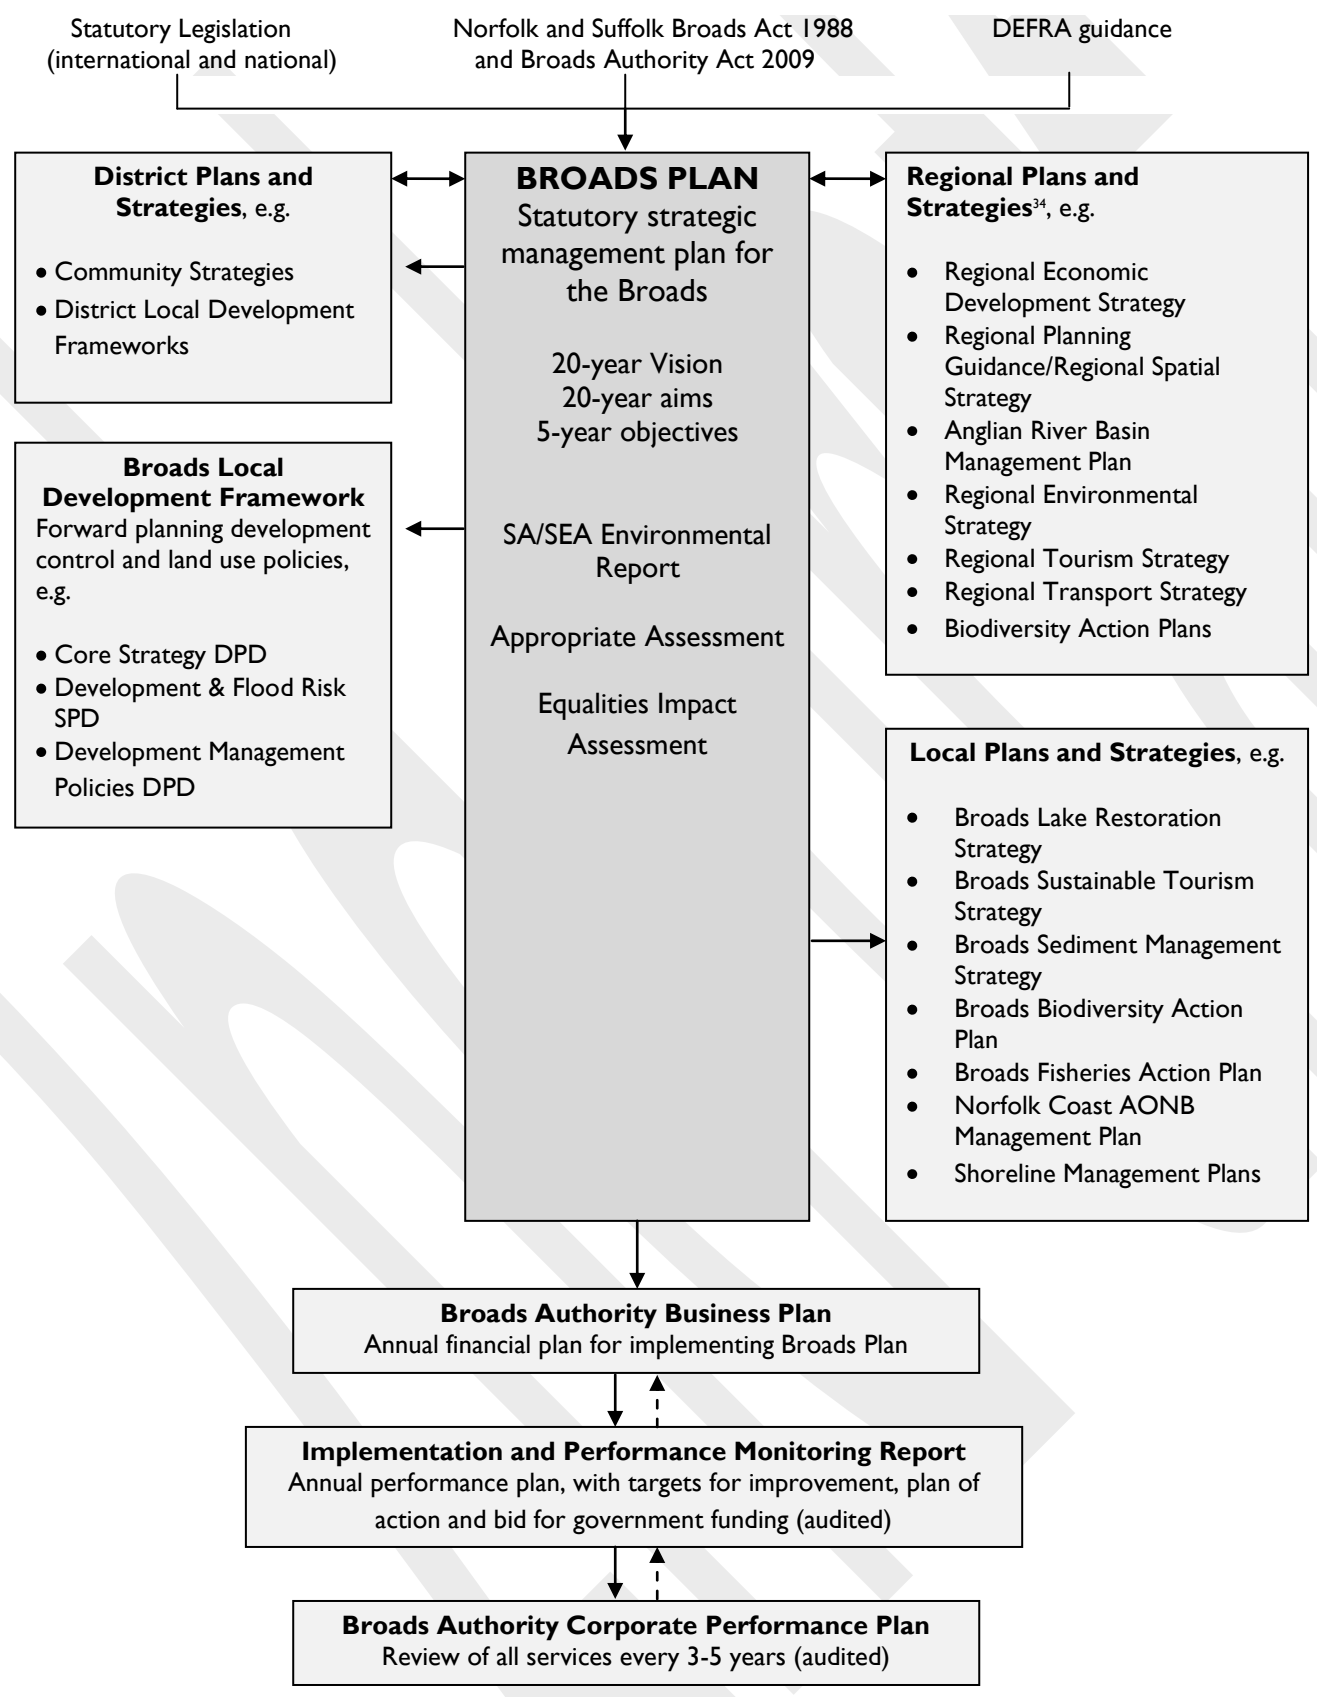 Statutory Legislation
(international and national)
Norfolk and Suffolk Broads Act 1988
and Broads Authority Act 2009
DEFRA guidance
District Plans and
Strategies, e.g.
• Community Strategies
• District Local Development
Frameworks
Broads Local
Development Framework
Forward planning development
control and land use policies,
e.g.
• Core Strategy DPD
• Development & Flood Risk
SPD
• Development Management
Policies DPD
BROADS PLAN
Statutory strategic
management plan for
the Broads
20-year Vision
20-year aims
5-year objectives
SA/SEA Environmental
Report
Appropriate Assessment
Equalities Impact
Assessment
Regional Plans and
Strategies34, e.g.
• Regional Economic
Development Strategy
• Regional Planning
Guidance/Regional Spatial
Strategy
• Anglian River Basin
Management Plan
• Regional Environmental
Strategy
• Regional Tourism Strategy
• Regional Transport Strategy
• Biodiversity Action Plans
Local Plans and Strategies, e.g.
• Broads Lake Restoration
Strategy
• Broads Sustainable Tourism
Strategy
• Broads Sediment Management
Strategy
• Broads Biodiversity Action
Plan
• Broads Fisheries Action Plan
• Norfolk Coast AONB
Management Plan
• Shoreline Management Plans
Broads Authority Business Plan
Annual financial plan for implementing Broads Plan
Implementation and Performance Monitoring Report
Annual performance plan, with targets for improvement, plan of
action and bid for government funding (audited)
Broads Authority Corporate Performance Plan
Review of all services every 3-5 years (audited)